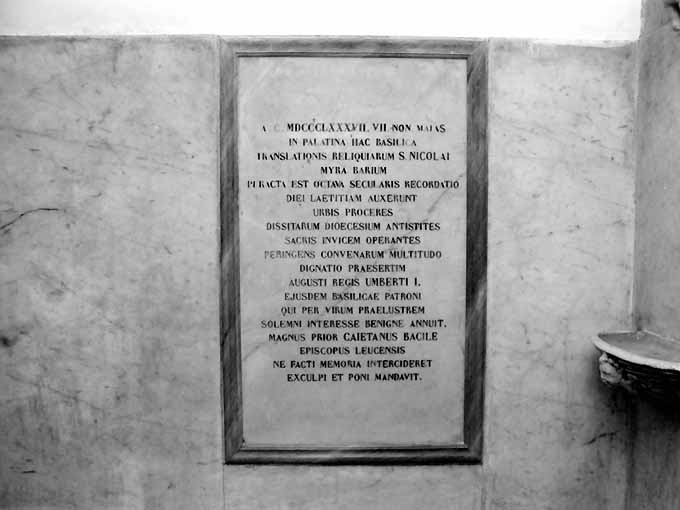 A. C. MDCCCLXXXVII. VII. NON MAIAS
IN PALATINA HAC BASILICA
TRANSLATIONIS RELIQUIARUM S. NICOLAI
MYRA BARIUM
PERACTA EST OCTAVA SECULARIS RECORDATIO
DIEI LAETITIAM AUXERUNT
URBIS PROCERES
DISSITARUM DIOECESIUM ANTISTITES
SACRIS INVICEM OPERANTES
PERINGENS CONVENARUM MULTITUDO
DIGNATIO PRAESERTIM
AUGUSTI REGIS UMBERTI I.
EJUSDEM BASILICAE PATRONI
QUI PER VIRUM PRAELUSTREM
SOLEMNI INTERESSE BENIGNE ANNUIT.
MAGNUS PRIOR CAIETANUS BACILE
EPISCOPUS LEUCENSIS
NE FACTI MEMORIA INTERCIDERET
EXCULPI ET PONI MANDAVIT.